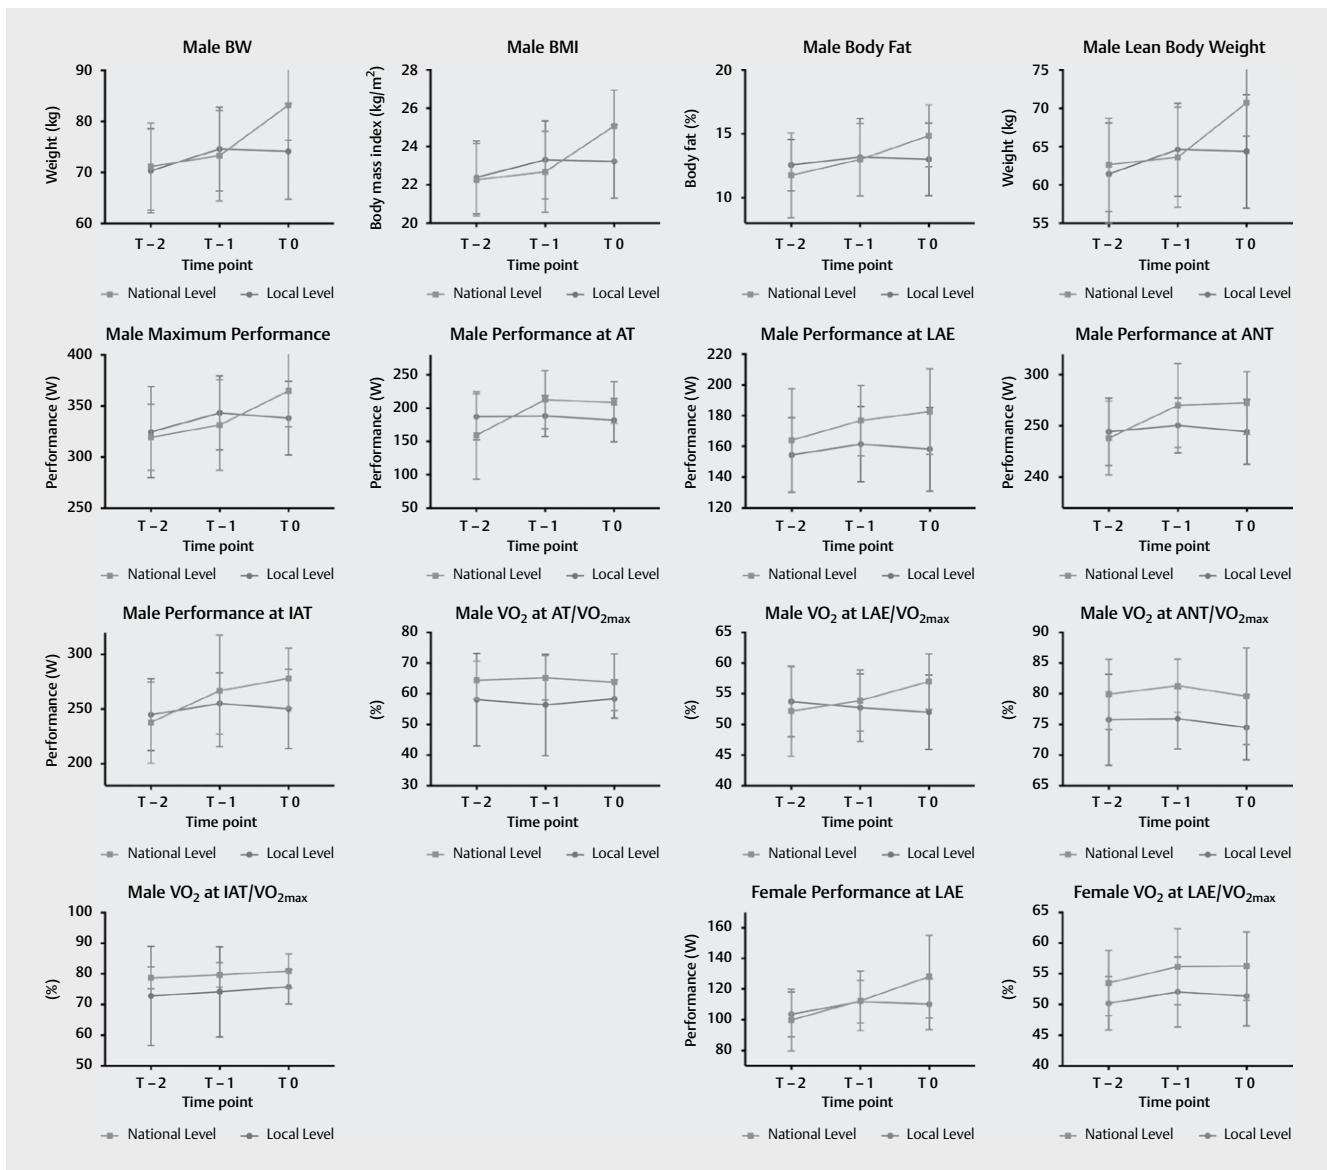 Male BW
Weight (kg)
90
80
70
60
T – 2 T – 1 T 0
Time point
National Level Local Level
Male BMI
Body mass index (kg/m²)
28
26
24
22
20
T – 2 T – 1 T 0
Time point
National Level Local Level
Male Body Fat
Body fat (%)
20
15
10
T – 2 T – 1 T 0
Time point
National Level Local Level
Male Lean Body Weight
Weight (kg)
75
70
65
60
55
T – 2 T – 1 T 0
Time point
National Level Local Level
Male Maximum Performance
Performance (W)
400
350
300
250
T – 2 T – 1 T 0
Time point
National Level Local Level
Male Performance at AT
Performance (W)
250
200
150
100
50
T – 2 T – 1 T 0
Time point
National Level Local Level
Male Performance at LAE
Performance (W)
220
200
180
160
140
120
T – 2 T – 1 T 0
Time point
National Level Local Level
Male Performance at ANT
Performance (W)
300
250
240
T – 2 T – 1 T 0
Time point
National Level Local Level
Male Performance at IAT
Performance (W)
300
250
200
T – 2 T – 1 T 0
Time point
National Level Local Level
Male VO₂ at AT/VO₂max
(%)
80
70
60
50
40
30
T – 2 T – 1 T 0
Time point
National Level Local Level
Male VO₂ at LAE/VO₂max
(%)
65
60
55
50
45
40
T – 2 T – 1 T 0
Time point
National Level Local Level
Male VO₂ at ANT/VO₂max
(%)
90
85
80
75
70
65
T – 2 T – 1 T 0
Time point
National Level Local Level
Male VO₂ at IAT/VO₂max
(%)
100
90
80
70
60
50
T – 2 T – 1 T 0
Time point
National Level Local Level
Female Performance at LAE
Performance (W)
160
140
120
100
80
T – 2 T – 1 T 0
Time point
National Level Local Level
Female VO₂ at LAE/VO₂max
(%)
65
60
55
50
45
40
T – 2 T – 1 T 0
Time point
National Level Local Level